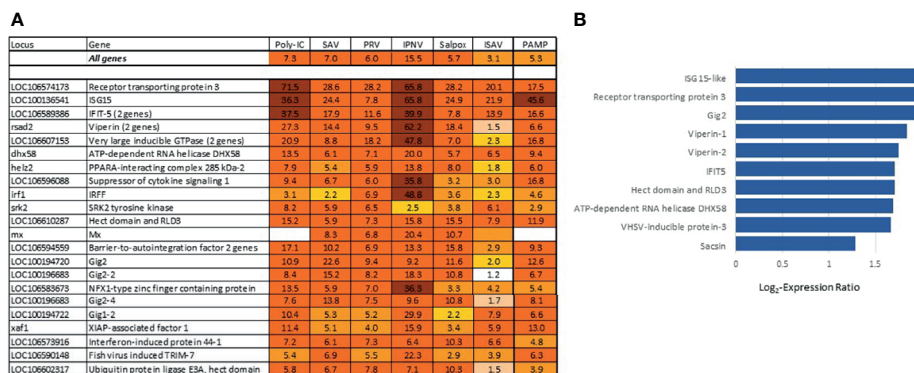 A
Locus Gene Poly-IC SAV PRV IPNV Salpox ISAV PAMP
All genes 7.3 7.0 6.0 15.5 5.7 3.1 5.3
LOC106574173 Receptor transporting protein 3 71.5 28.6 28.2 65.8 28.2 20.1 17.5
LOC100136541 ISG15 36.3 24.4 7.8 65.8 24.9 21.9 45.6
LOC106589386 IFIT-5 (2 genes) 37.5 17.9 11.6 39.9 7.8 13.9 16.6
rsad2 Viperin (2 genes) 27.3 14.4 9.5 62.2 18.4 1.5 6.6
LOC106607153 Very large inducible GTPase (2 genes) 20.9 8.8 18.2 47.8 7.0 2.3 16.8
dhx58 ATP-dependent RNA helicase DHX58 13.5 6.1 7.1 20.0 5.7 6.5 9.4
helz2 PPARA-interacting complex 285 kDa-2 7.9 5.4 5.9 13.8 8.0 1.8 6.0
LOC106596088 Suppressor of cytokine signaling 1 9.4 6.7 6.0 35.8 3.2 3.0 16.8
irf1 IRFF 3.1 2.2 6.9 48.8 3.6 2.3 4.6
srk2 SRK2 tyrosine kinase 8.2 5.9 6.5 2.5 3.8 6.1 2.9
LOC106610287 Hect domain and RLD3 15.2 5.9 7.3 15.8 15.5 7.9 11.9
mx Mx 8.3 6.8 20.4 10.7
LOC106594559 Barrier-to-autointegration factor 2 genes 17.1 10.2 6.9 13.3 15.8 2.9 9.3
LOC100194720 Gig2 10.9 22.6 9.4 9.2 11.6 2.0 12.6
LOC100196683 Gig2-2 8.4 15.2 8.2 18.3 10.8 1.2 6.7
LOC106583673 NFX1-type zinc finger containing protein 13.5 5.9 7.0 36.3 3.3 4.2 5.4
LOC100196683 Gig2-4 7.6 13.8 7.5 9.6 10.8 1.7 8.1
LOC100194722 Gig1-2 10.4 5.3 5.2 29.9 2.2 7.9 6.6
xaf1 XIAP-associated factor 1 11.4 5.1 4.0 15.9 3.4 5.9 13.0
LOC106573916 Interferon-induced protein 44-1 7.2 6.1 7.3 6.4 10.3 6.6 4.8
LOC106590148 Fish virus induced TRIM-7 5.4 6.9 5.5 22.3 2.9 3.9 6.3
LOC106602317 Ubiquitin protein ligase E3A, hect domain 5.8 6.7 7.8 7.1 10.3 1.5 3.9
B
ISG15-like
Receptor transporting protein 3
Gig2
Viperin-1
Viperin-2
IFIT5
Hect domain and RLD3
ATP-dependent RNA helicase DHX58
VHSV-inducible protein-3
Sacsin
0 0.5 1 1.5
Log2-Expression Ratio